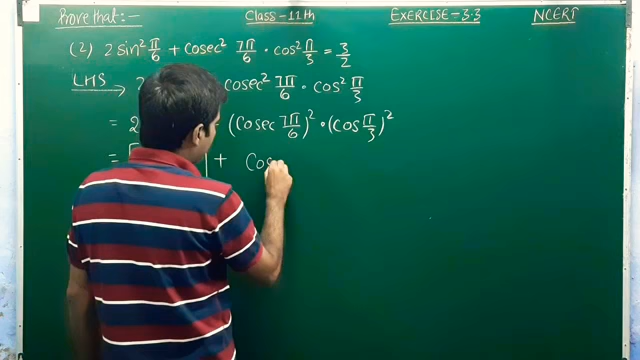 Prove that :- Class - 11th EXERCISE - 3.3 NCERT
(2) 2 sin² π/6 + cosec² 7π/6 · cos² π/3 = 3/2
LHS → 2 cosec² 7π/6 · cos² π/3
= 2 (cosec 7π/6)² · (cos π/3)²
= [ ] + Cos